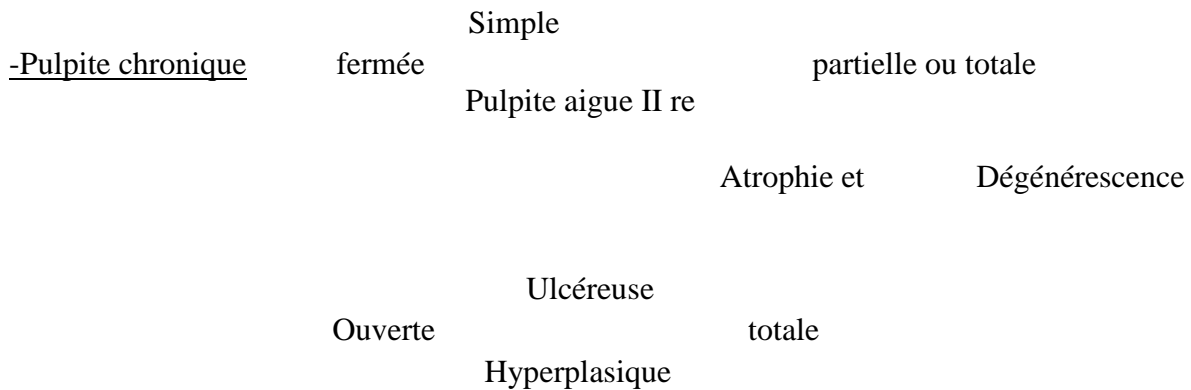 Simple
-Pulpite chronique fermée partielle ou totale
Pulpite aigue II re
Atrophie et Dégénérescence
Ulcéreuse
Ouverte totale
Hyperplasique